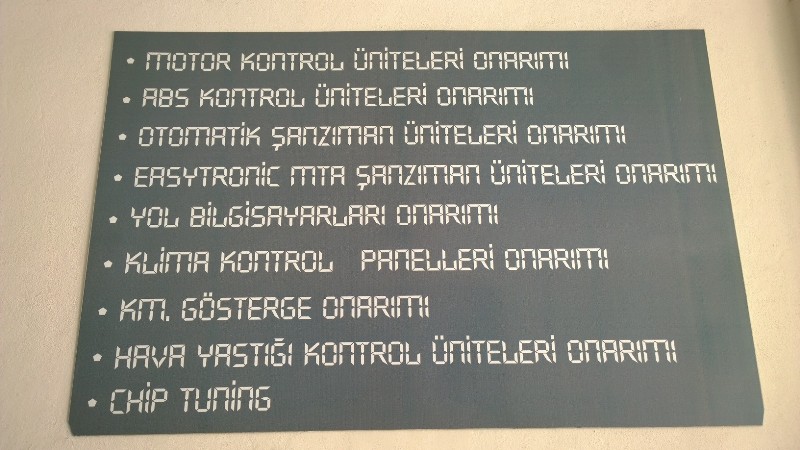 • MOTOR KONTROL ÜNİTELERİ ONARIMI
• ABS KONTROL ÜNİTELERİ ONARIMI
• OTOMATİK ŞANZIMAN ÜNİTELERİ ONARIMI
• EASYTRONİC MTA ŞANZIMAN ÜNİTELERİ ONARIMI
• YOL BİLGİSAYARLARI ONARIMI
• KLİMA KONTROL PANELLERİ ONARIMI
• KM. GÖSTERGE ONARIMI
• HAVA YASTIĞI KONTROL ÜNİTELERİ ONARIMI
• CHİP TUNİNG